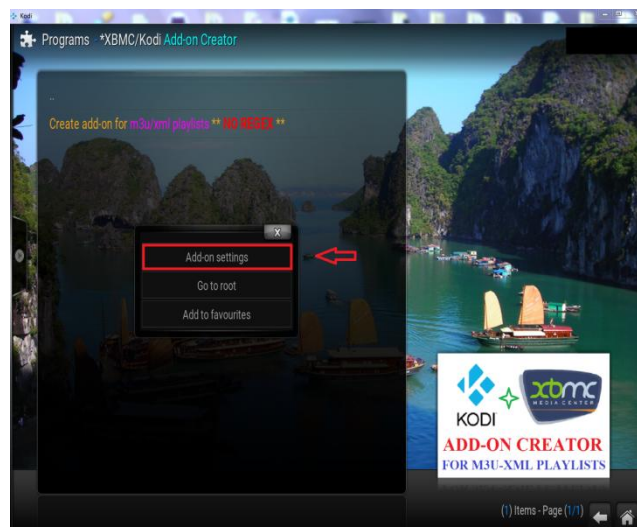 Kodi
Programs - *XBMC/Kodi Add-on Creator
..
Create add-on for m3u/xml playlists ** NO REGEX **
X
Add-on settings
Go to root
Add to favourites
KODI
xbmc
MEDIA CENTER
ADD-ON CREATOR
FOR M3U-XML PLAYLISTS
(1) Items - Page (1/1)